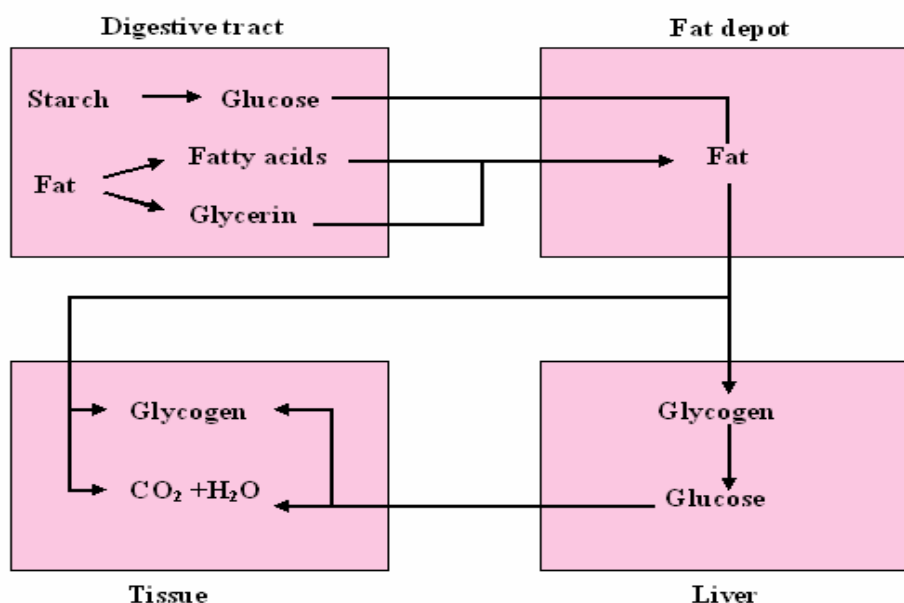 Digestive tract
Fat depot
Starch
Glucose
Fatty acids
Fat
Glycerin
Fat
Glycogen
CO₂ +H₂O
Glycogen
Glucose
Tissue
Liver